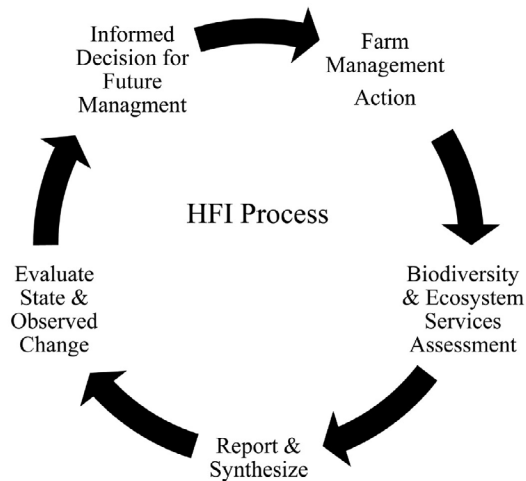 Informed
Decision for
Future
Managment
Farm
Management
Action
HFI Process
Biodiversity
& Ecosystem
Services
Assessment
Report &
Synthesize
Evaluate
State &
Observed
Change